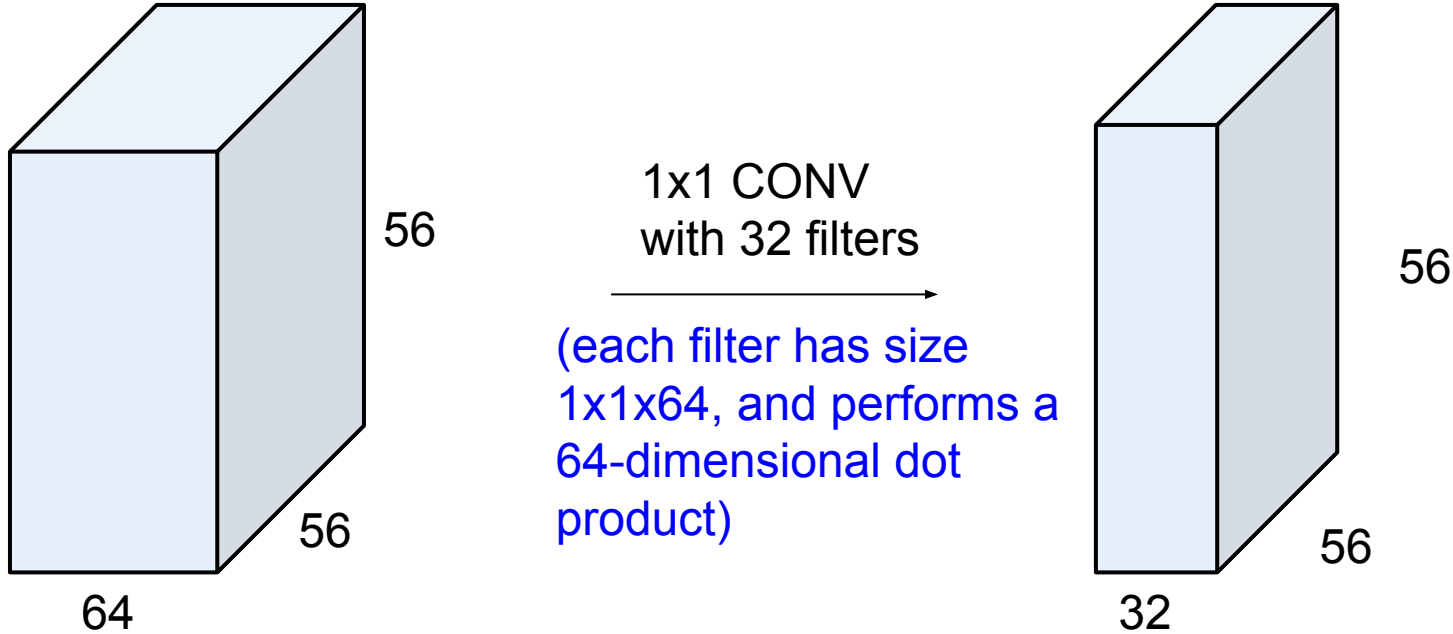 56
56
64
1x1 CONV
with 32 filters
(each filter has size
1x1x64, and performs a
64-dimensional dot
product)
56
56
32